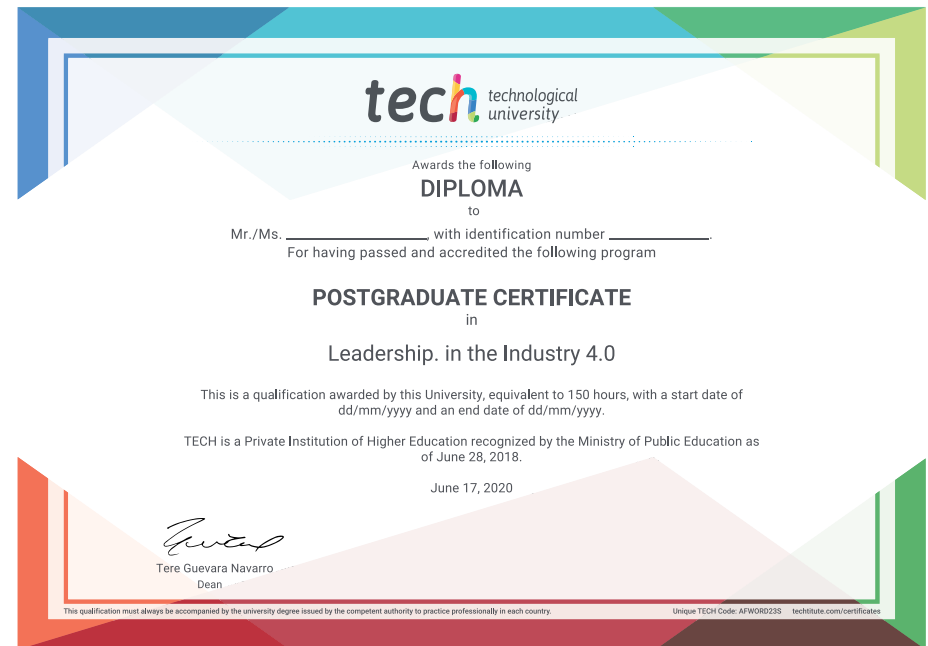 tech technological
university
Awards the following
DIPLOMA
to
Mr./Ms. ____________________, with identification number ______________.
For having passed and accredited the following program
POSTGRADUATE CERTIFICATE
in
Leadership. in the Industry 4.0
This is a qualification awarded by this University, equivalent to 150 hours, with a start date of
dd/mm/yyyy and an end date of dd/mm/yyyy.
TECH is a Private Institution of Higher Education recognized by the Ministry of Public Education as
of June 28, 2018.
June 17, 2020
Tere Guevara Navarro
Dean
This qualification must always be accompanied by the university degree issued by the competent authority to practice professionally in each country. Unique TECH Code: AFWORD23S techtitute.com/certificates